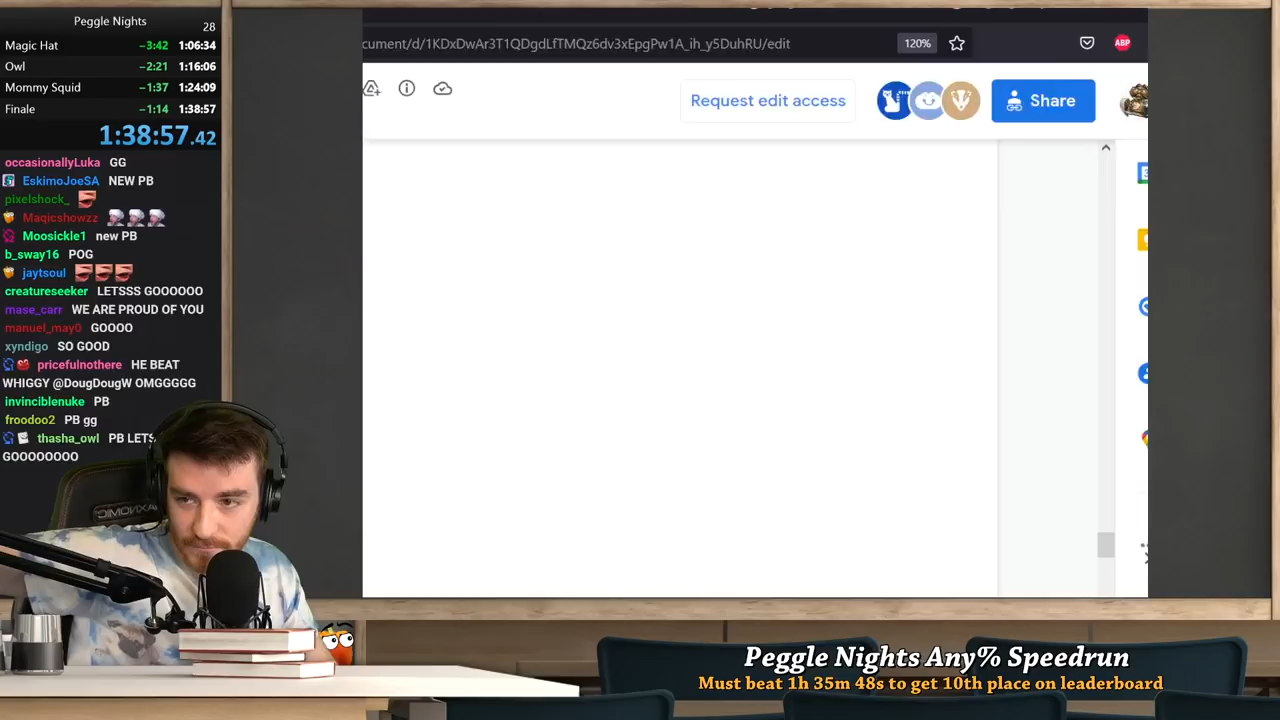 Peggle Nights
28
Magic Hat -3:42 1:06:34
Owl -2:21 1:16:06
Mommy Squid -1:37 1:24:09
Finale -1:14 1:38:57
1:38:57.42
occasionallyLuka GG
EskimoJoeSA NEW PB
pixelshock_
Maqicshowzz
Moosickle1 new PB
b_sway16 POG
jaytsoul
creatureseeker LETSSS GOOOOOO
mase_carr WE ARE PROUD OF YOU
manuel_may0 GOOOO
xyndigo SO GOOD
pricefulnothere HE BEAT
WHIGGY @DougDougW OMGGGGG
invinciblenuke PB
froodoo2 PB gg
thasha_owl PB LETS
GOOOOOOOO
cument/d/1KDxDwAr3T1QDgdLfTMQz6dv3xEpgPw1A_ih_y5DuhRU/edit
120%
ABP
Request edit access
Share
Peggle Nights Any% Speedrun
Must beat 1h 35m 48s to get 10th place on leaderboard